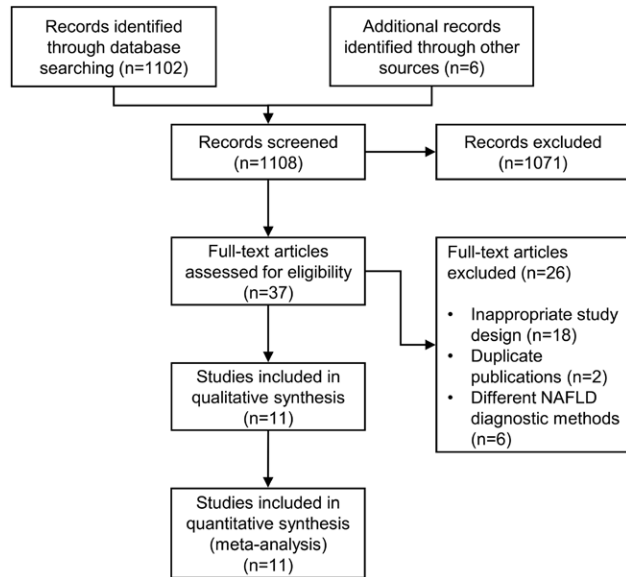 Records identified
through database
searching (n=1102)
Additional records
identified through other
sources (n=6)
Records screened
(n=1108)
Records excluded
(n=1071)
Full-text articles
assessed for eligibility
(n=37)
Full-text articles
excluded (n=26)
• Inappropriate study
design (n=18)
• Duplicate
publications (n=2)
• Different NAFLD
diagnostic methods
(n=6)
Studies included in
qualitative synthesis
(n=11)
Studies included in
quantitative synthesis
(meta-analysis)
(n=11)